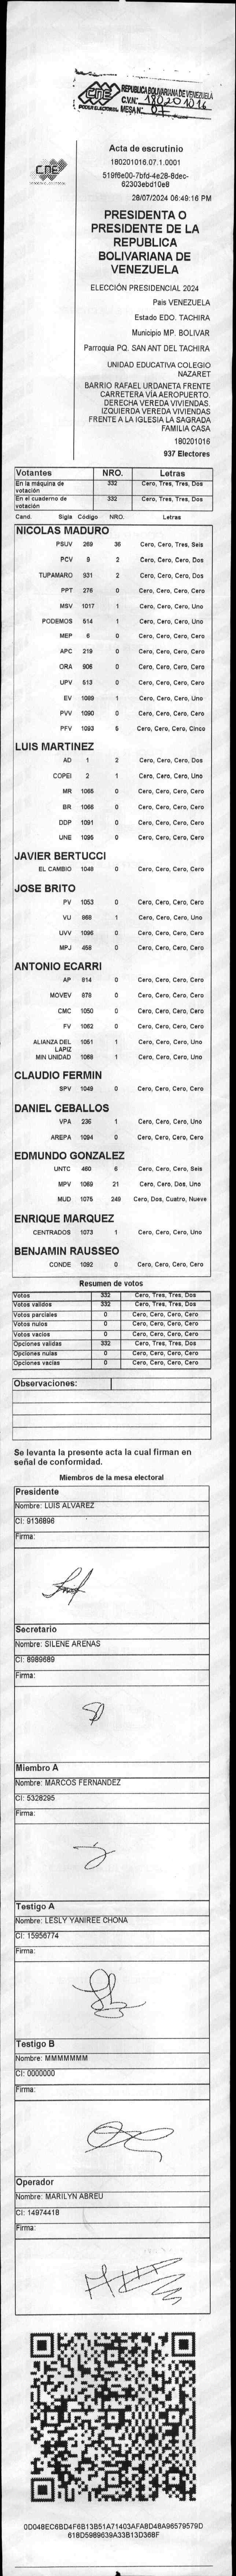 CNE
PODER ELECTORAL
REPUBLICA BOLIVARIANA DE VENEZUELA
C.V.N°: 180201016
MESA N°: 07
CNE
Acta de escrutinio
180201016.07.1.0001
519f6e00-7bfd-4e28-8dec-
62303ebd10e8
28/07/2024 06:49:16 PM
PRESIDENTA O
PRESIDENTE DE LA
REPUBLICA
BOLIVARIANA DE
VENEZUELA
ELECCIÓN PRESIDENCIAL 2024
Pais VENEZUELA
Estado EDO. TACHIRA
Municipio MP. BOLIVAR
Parroquia PQ. SAN ANT DEL TACHIRA
UNIDAD EDUCATIVA COLEGIO
NAZARET
BARRIO RAFAEL URDANETA FRENTE
CARRETERA VÍA AEROPUERTO.
DERECHA VEREDA VIVIENDAS.
IZQUIERDA VEREDA VIVIENDAS
FRENTE A LA IGLESIA LA SAGRADA
FAMILIA CASA
180201016
937 Electores
Votantes NRO. Letras
En la máquina de votación 332 Cero, Tres, Tres, Dos
En el cuaderno de votación 332 Cero, Tres, Tres, Dos
Cand. Sigla Código NRO. Letras
NICOLAS MADURO
PSUV 269 36 Cero, Cero, Tres, Seis
PCV 9 2 Cero, Cero, Cero, Dos
TUPAMARO 931 2 Cero, Cero, Cero, Dos
PPT 276 0 Cero, Cero, Cero, Cero
MSV 1017 1 Cero, Cero, Cero, Uno
PODEMOS 514 1 Cero, Cero, Cero, Uno
MEP 6 0 Cero, Cero, Cero, Cero
APC 219 0 Cero, Cero, Cero, Cero
ORA 906 0 Cero, Cero, Cero, Cero
UPV 513 0 Cero, Cero, Cero, Cero
EV 1089 1 Cero, Cero, Cero, Uno
PVV 1090 0 Cero, Cero, Cero, Cero
PFV 1093 5 Cero, Cero, Cero, Cinco
LUIS MARTINEZ
AD 1 2 Cero, Cero, Cero, Dos
COPEI 2 1 Cero, Cero, Cero, Uno
MR 1065 0 Cero, Cero, Cero, Cero
BR 1066 0 Cero, Cero, Cero, Cero
DDP 1091 0 Cero, Cero, Cero, Cero
UNE 1095 0 Cero, Cero, Cero, Cero
JAVIER BERTUCCI
EL CAMBIO 1048 0 Cero, Cero, Cero, Cero
JOSE BRITO
PV 1053 0 Cero, Cero, Cero, Cero
VU 968 1 Cero, Cero, Cero, Uno
UVV 1096 0 Cero, Cero, Cero, Cero
MPJ 458 0 Cero, Cero, Cero, Cero
ANTONIO ECARRI
AP 914 0 Cero, Cero, Cero, Cero
MOVEV 879 0 Cero, Cero, Cero, Cero
CMC 1050 0 Cero, Cero, Cero, Cero
FV 1062 0 Cero, Cero, Cero, Cero
ALIANZA DEL LAPIZ 1051 1 Cero, Cero, Cero, Uno
MIN UNIDAD 1068 1 Cero, Cero, Cero, Uno
CLAUDIO FERMIN
SPV 1049 0 Cero, Cero, Cero, Cero
DANIEL CEBALLOS
VPA 236 1 Cero, Cero, Cero, Uno
AREPA 1094 0 Cero, Cero, Cero, Cero
EDMUNDO GONZALEZ
UNTC 460 6 Cero, Cero, Cero, Seis
MPV 1069 21 Cero, Cero, Dos, Uno
MUD 1075 249 Cero, Dos, Cuatro, Nueve
ENRIQUE MARQUEZ
CENTRADOS 1073 1 Cero, Cero, Cero, Uno
BENJAMIN RAUSSEO
CONDE 1092 0 Cero, Cero, Cero, Cero
Resumen de votos
Votos 332 Cero, Tres, Tres, Dos
Votos validos 332 Cero, Tres, Tres, Dos
Votos parciales 0 Cero, Cero, Cero, Cero
Votos nulos 0 Cero, Cero, Cero, Cero
Votos vacios 0 Cero, Cero, Cero, Cero
Opciones validas 332 Cero, Tres, Tres, Dos
Opciones nulas 0 Cero, Cero, Cero, Cero
Opciones vacias 0 Cero, Cero, Cero, Cero
Observaciones:
Se levanta la presente acta la cual firman en
señal de conformidad.
Miembros de la mesa electoral
Presidente
Nombre: LUIS ALVAREZ
CI: 9136896
Firma:
Secretario
Nombre: SILENE ARENAS
CI: 8989689
Firma:
Miembro A
Nombre: MARCOS FERNANDEZ
CI: 5328295
Firma:
Testigo A
Nombre: LESLY YANIREE CHONA
CI: 15956774
Firma:
Testigo B
Nombre: MMMMMMM
CI: 0000000
Firma:
Operador
Nombre: MARILYN ABREU
CI: 14974418
Firma:
0D048EC6BD4F6B13B51A71403AFA8D48A96579579D
618D5989639A33B13D368F